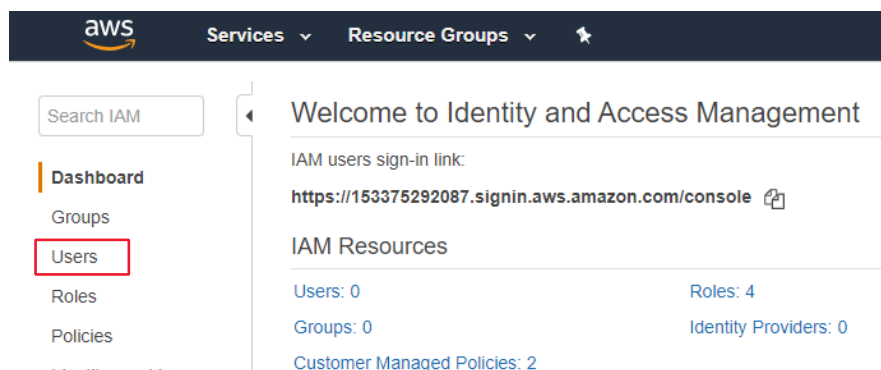 aws Services Resource Groups
Search IAM
Dashboard
Groups
Users
Roles
Policies
Welcome to Identity and Access Management
IAM users sign-in link:
https://153375292087.signin.aws.amazon.com/console
IAM Resources
Users: 0 Roles: 4
Groups: 0 Identity Providers: 0
Customer Managed Policies: 2